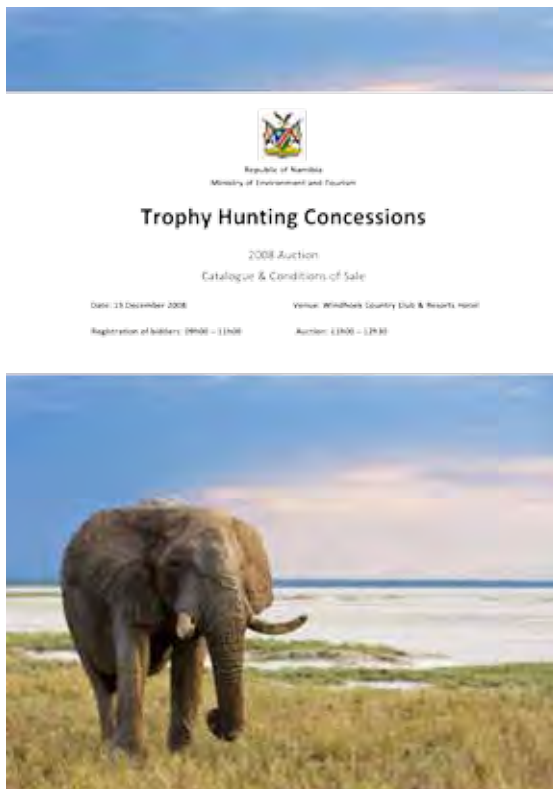 Republic of Namibia
Ministry of Environment and Tourism
Trophy Hunting Concessions
2008 Auction
Catalogue & Conditions of Sale
Date: 15 December 2008 Venue: Windhoek Country Club & Resorts Hotel
Registration of bidders: 09h00 – 11h00 Auction: 11h00 – 12h30